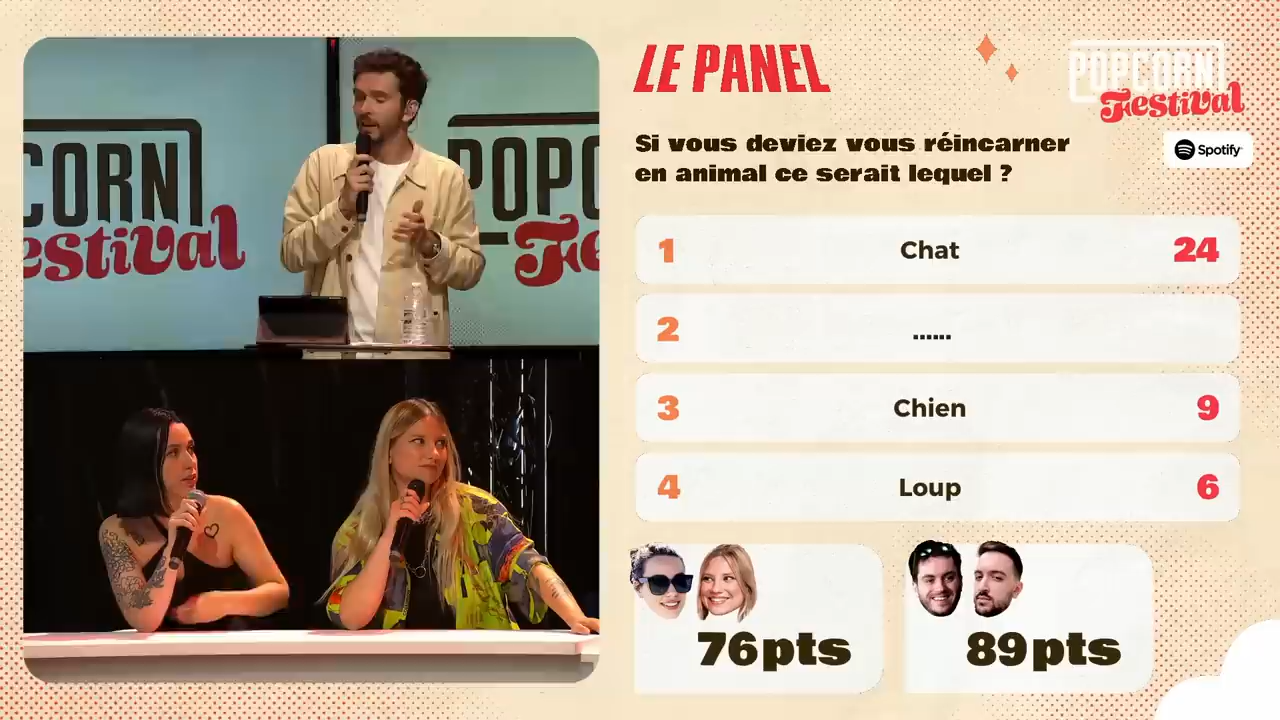 CORN
estival
POPC
Fe
LE PANEL
POPCORN
Festival
Spotify
Si vous deviez vous réincarner
en animal ce serait lequel ?
1 Chat 24
2 ......
3 Chien 9
4 Loup 6
76pts
89pts